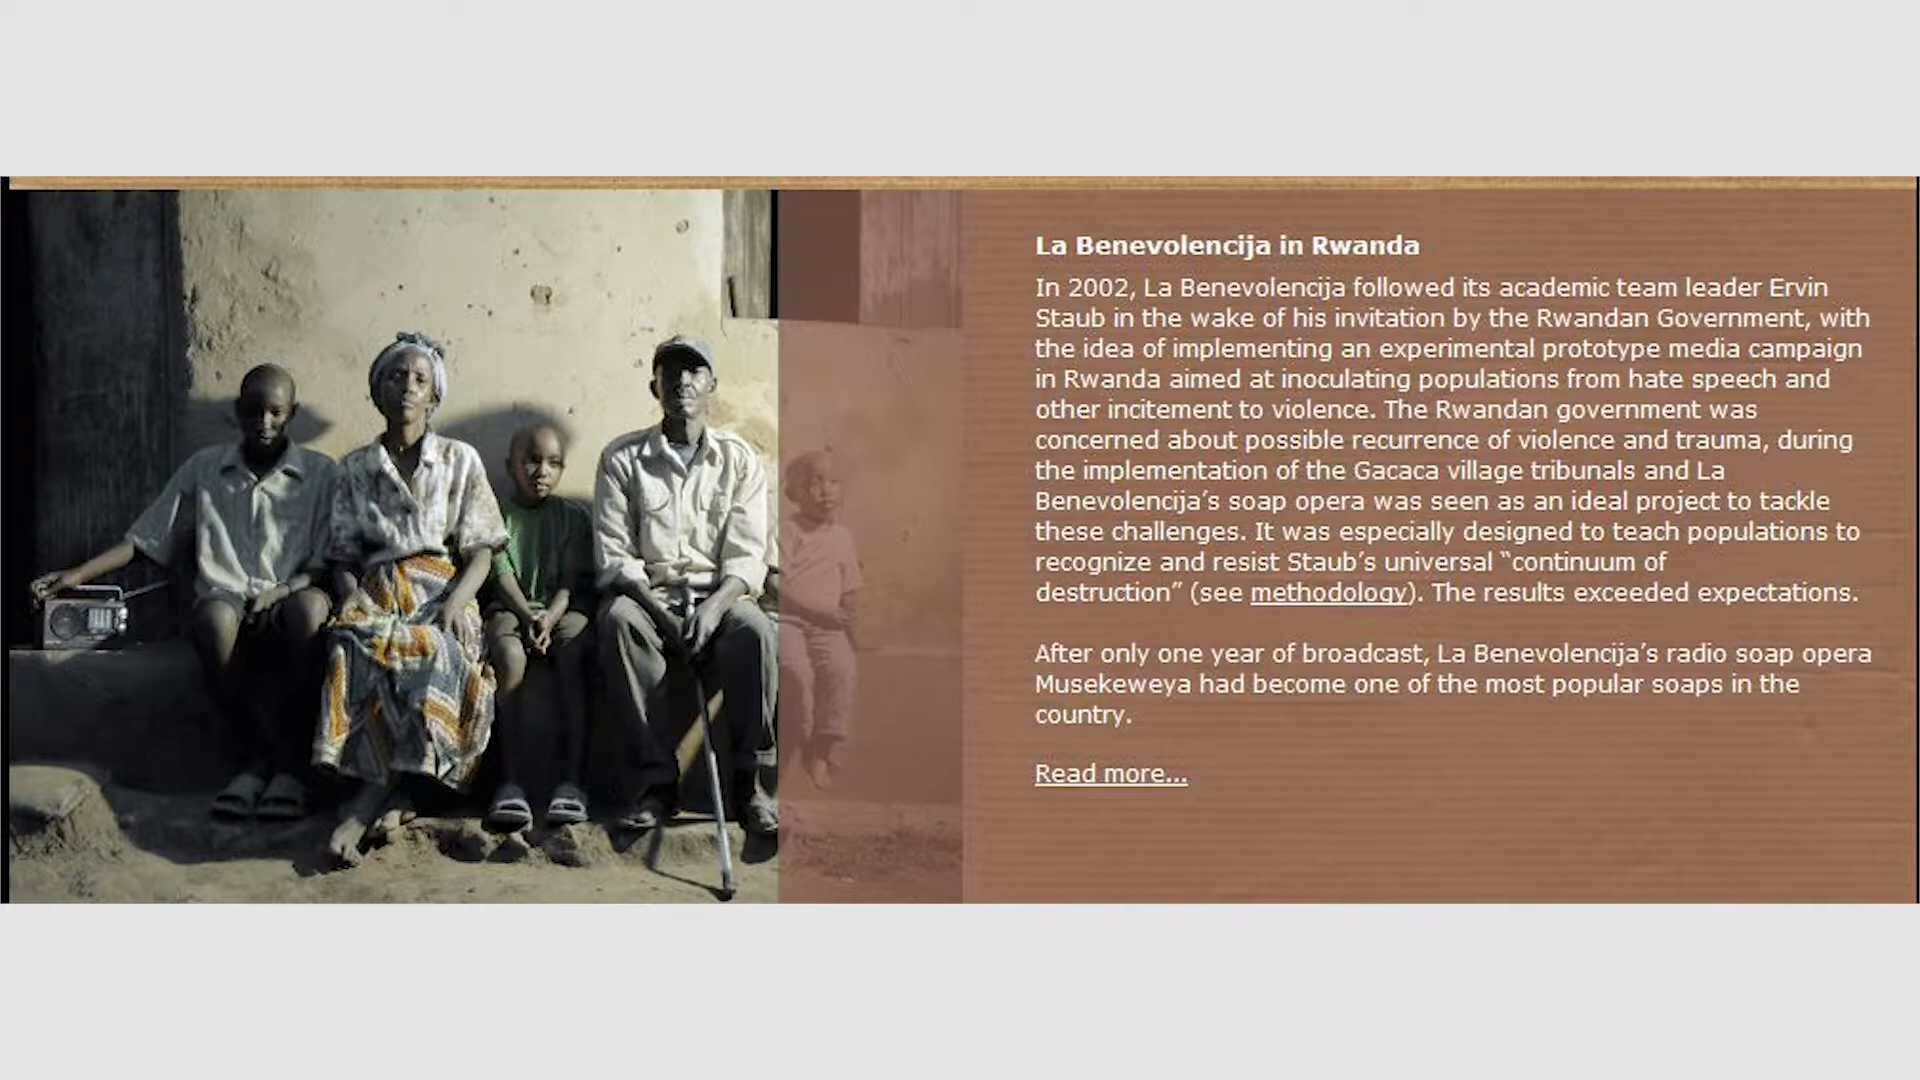 La Benevolencija in Rwanda
In 2002, La Benevolencija followed its academic team leader Ervin
Staub in the wake of his invitation by the Rwandan Government, with
the idea of implementing an experimental prototype media campaign
in Rwanda aimed at inoculating populations from hate speech and
other incitement to violence. The Rwandan government was
concerned about possible recurrence of violence and trauma, during
the implementation of the Gacaca village tribunals and La
Benevolencija’s soap opera was seen as an ideal project to tackle
these challenges. It was especially designed to teach populations to
recognize and resist Staub’s universal “continuum of
destruction” (see methodology). The results exceeded expectations.
After only one year of broadcast, La Benevolencija’s radio soap opera
Musekeweya had become one of the most popular soaps in the
country.
Read more...